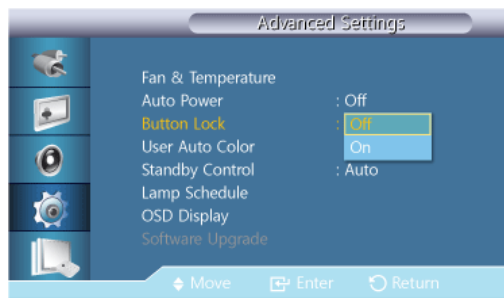 Advanced Settings
Fan & Temperature
Auto Power : Off
Button Lock : Off
User Auto Color On
Standby Control : Auto
Lamp Schedule
OSD Display
Software Upgrade
Move Enter Return